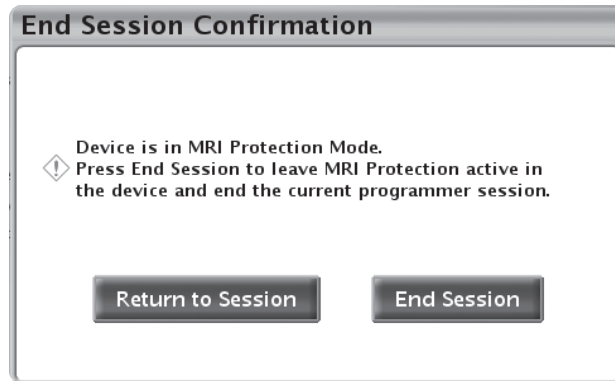 End Session Confirmation
Device is in MRI Protection Mode.
Press End Session to leave MRI Protection active in
the device and end the current programmer session.
Return to Session
End Session